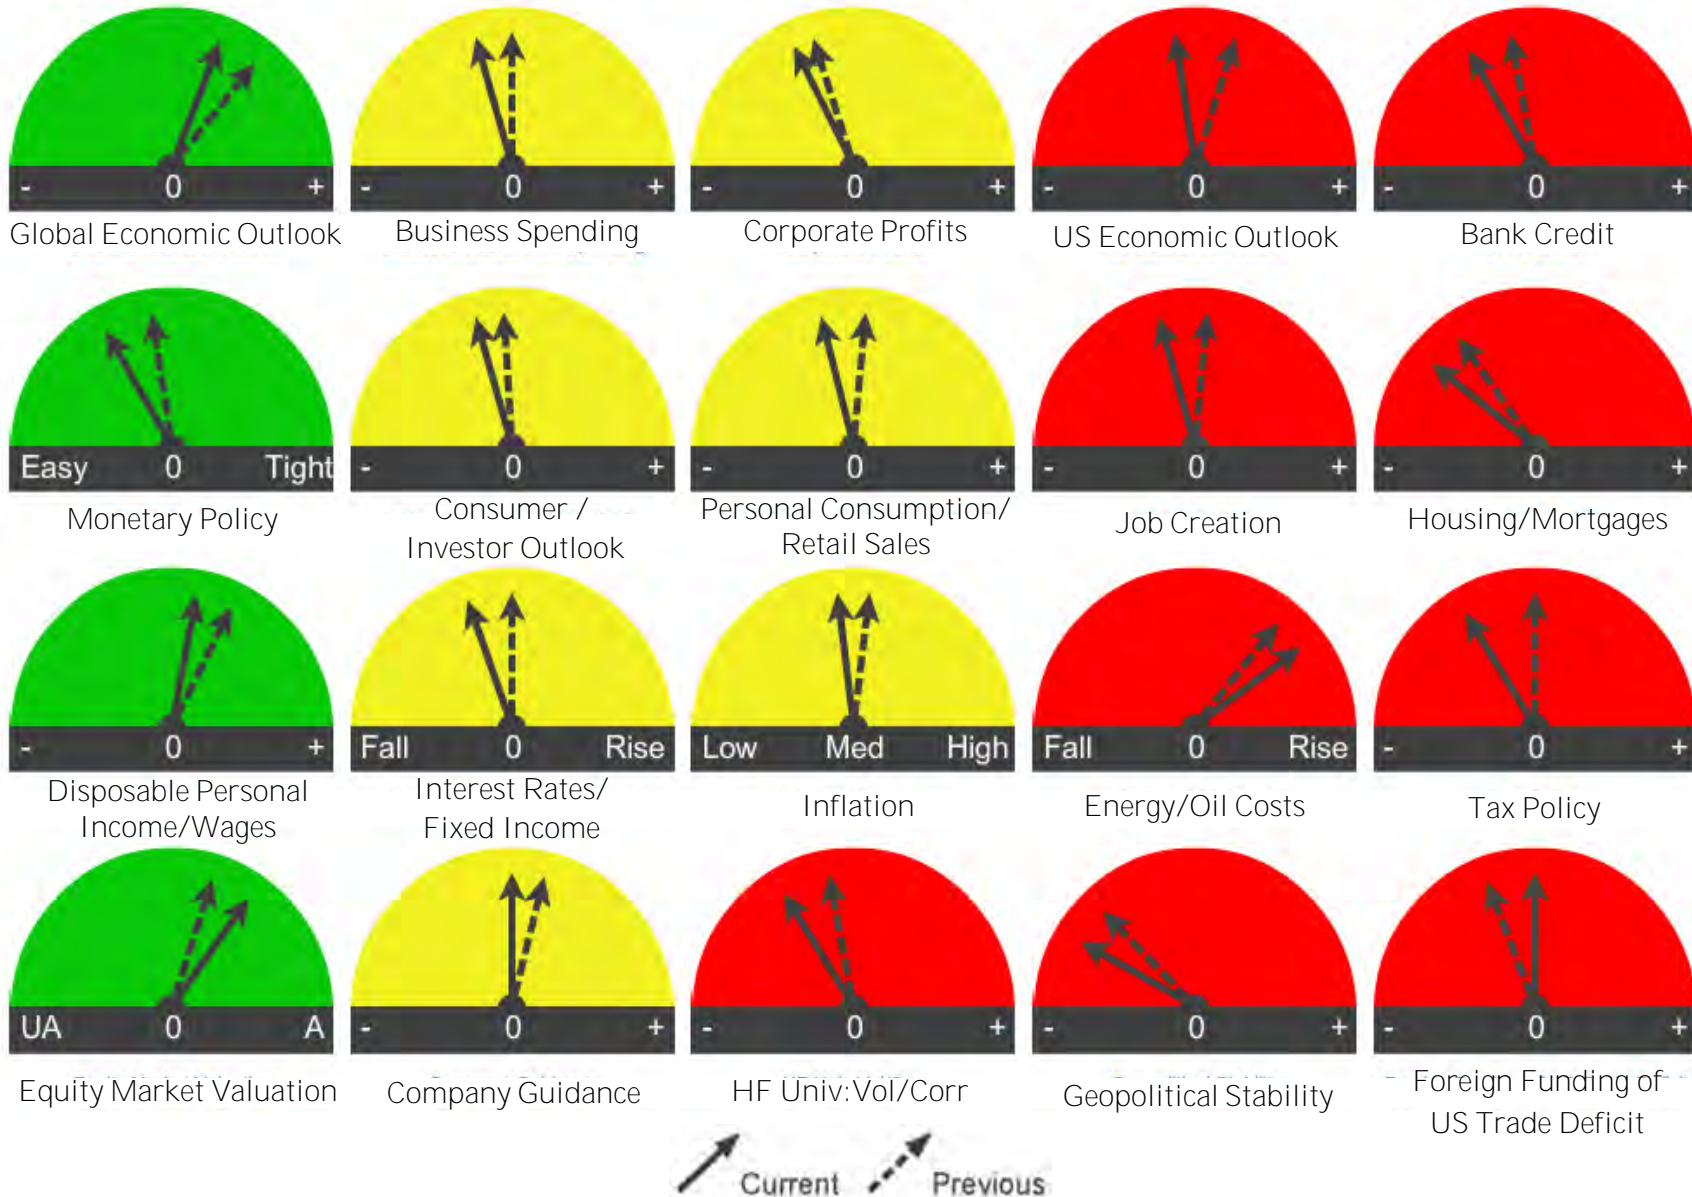 - 0 +
- 0 +
- 0 +
- 0 +
- 0 +
Global Economic Outlook
Business Spending
Corporate Profits
US Economic Outlook
Bank Credit
Easy 0 Tight
- 0 +
- 0 +
- 0 +
- 0 +
Monetary Policy
Consumer /
Investor Outlook
Personal Consumption/
Retail Sales
Job Creation
Housing/Mortgages
- 0 +
Fall 0 Rise
Low Med High
Fall 0 Rise
- 0 +
Disposable Personal
Income/Wages
Interest Rates/
Fixed Income
Inflation
Energy/Oil Costs
Tax Policy
UA 0 A
- 0 +
- 0 +
- 0 +
- 0 +
Equity Market Valuation
Company Guidance
HF Univ:Vol/Corr
Geopolitical Stability
Foreign Funding of
US Trade Deficit
Current Previous